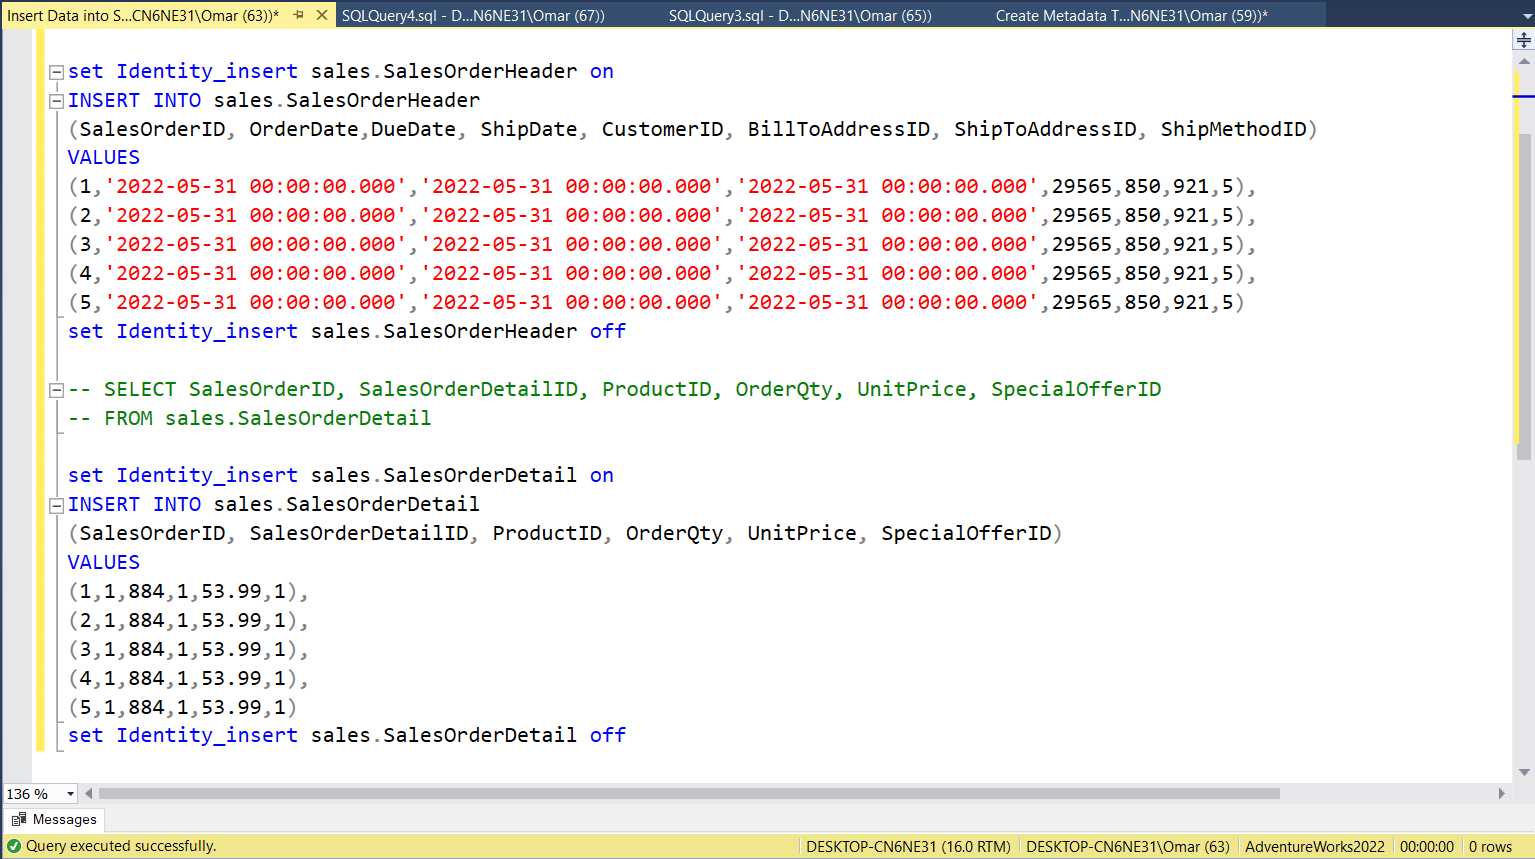 Insert Data into S...CN6NE31\Omar (63))* SQLQuery4.sql - D...N6NE31\Omar (67)) SQLQuery3.sql - D...N6NE31\Omar (65)) Create Metadata T...N6NE31\Omar (59))*
set Identity_insert sales.SalesOrderHeader on
INSERT INTO sales.SalesOrderHeader
(SalesOrderID, OrderDate,DueDate, ShipDate, CustomerID, BillToAddressID, ShipToAddressID, ShipMethodID)
VALUES
(1,'2022-05-31 00:00:00.000','2022-05-31 00:00:00.000','2022-05-31 00:00:00.000',29565,850,921,5),
(2,'2022-05-31 00:00:00.000','2022-05-31 00:00:00.000','2022-05-31 00:00:00.000',29565,850,921,5),
(3,'2022-05-31 00:00:00.000','2022-05-31 00:00:00.000','2022-05-31 00:00:00.000',29565,850,921,5),
(4,'2022-05-31 00:00:00.000','2022-05-31 00:00:00.000','2022-05-31 00:00:00.000',29565,850,921,5),
(5,'2022-05-31 00:00:00.000','2022-05-31 00:00:00.000','2022-05-31 00:00:00.000',29565,850,921,5)
set Identity_insert sales.SalesOrderHeader off
-- SELECT SalesOrderID, SalesOrderDetailID, ProductID, OrderQty, UnitPrice, SpecialOfferID
-- FROM sales.SalesOrderDetail
set Identity_insert sales.SalesOrderDetail on
INSERT INTO sales.SalesOrderDetail
(SalesOrderID, SalesOrderDetailID, ProductID, OrderQty, UnitPrice, SpecialOfferID)
VALUES
(1,1,884,1,53.99,1),
(2,1,884,1,53.99,1),
(3,1,884,1,53.99,1),
(4,1,884,1,53.99,1),
(5,1,884,1,53.99,1)
set Identity_insert sales.SalesOrderDetail off
136 %
Messages
Query executed successfully. DESKTOP-CN6NE31 (16.0 RTM) DESKTOP-CN6NE31\Omar (63) AdventureWorks2022 00:00:00 0 rows